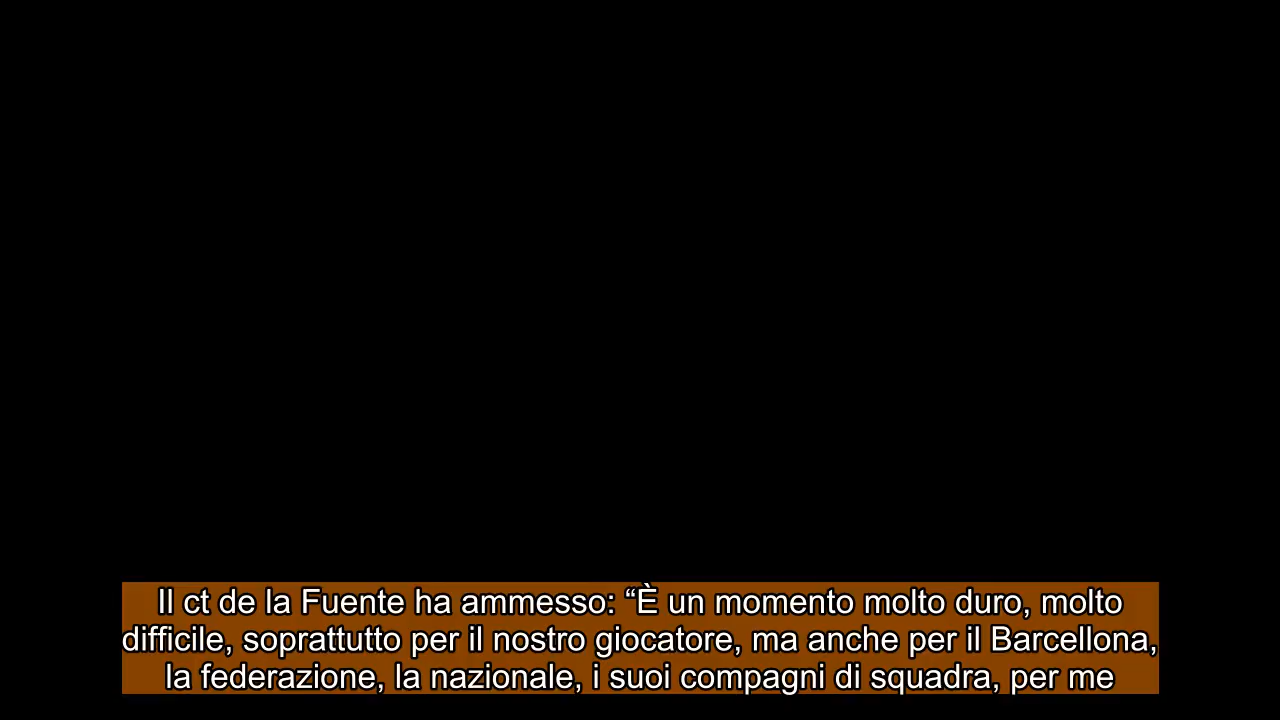 Il ct de la Fuente ha ammesso: “È un momento molto duro, molto
difficile, soprattutto per il nostro giocatore, ma anche per il Barcellona,
la federazione, la nazionale, i suoi compagni di squadra, per me